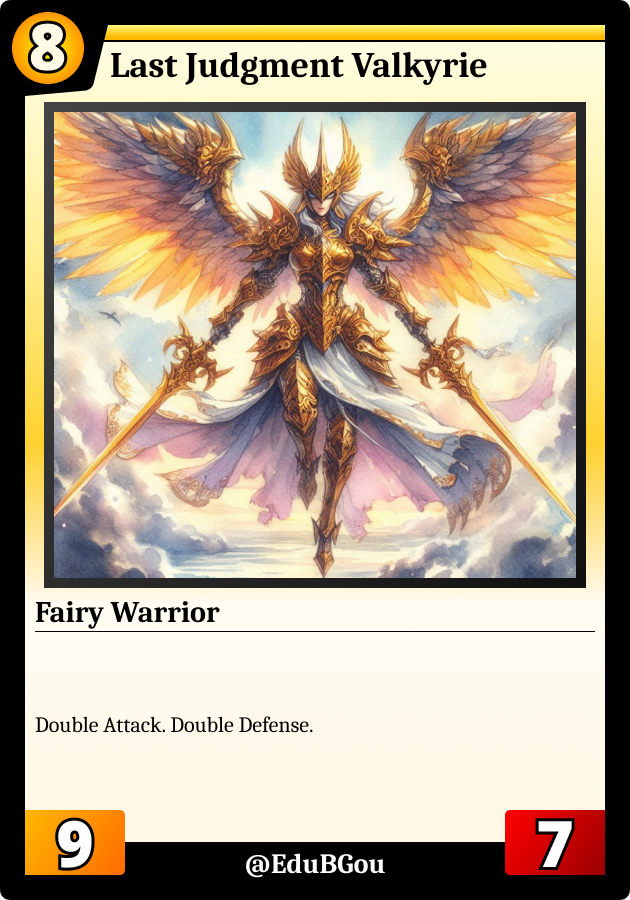 8
Last Judgment Valkyrie
Fairy Warrior
Double Attack. Double Defense.
9
@EduBGou
7